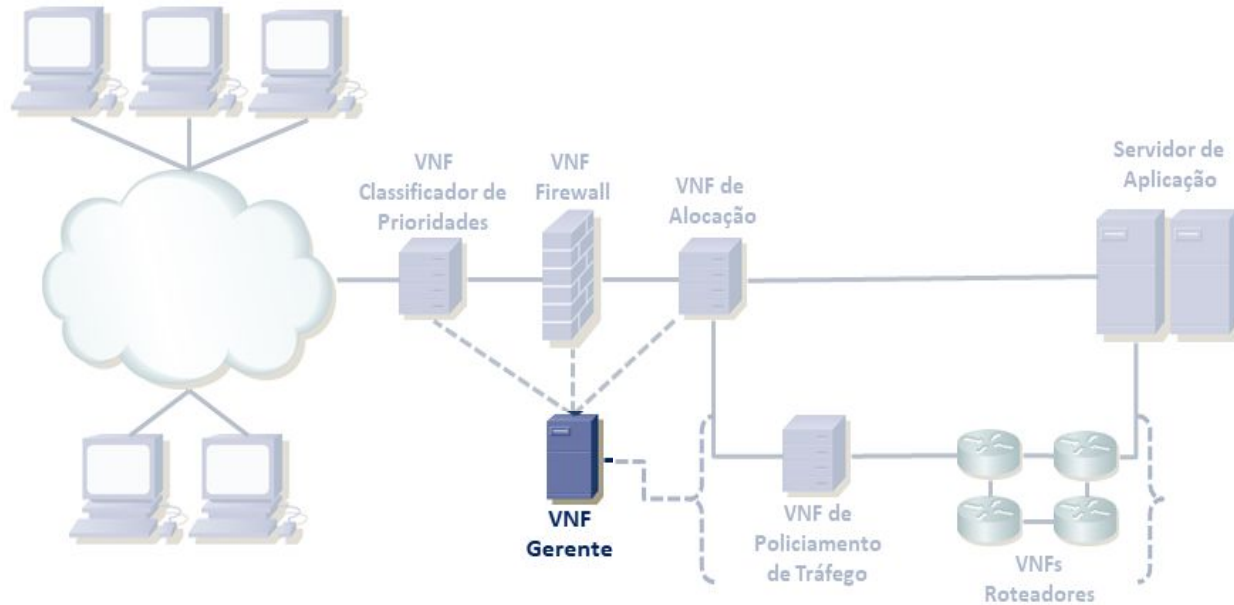 VNF
Classificador de
Prioridades
VNF
Firewall
VNF de
Alocação
Servidor de
Aplicação
VNF
Gerente
VNF de
Policiamento
de Tráfego
VNFs
Roteadores